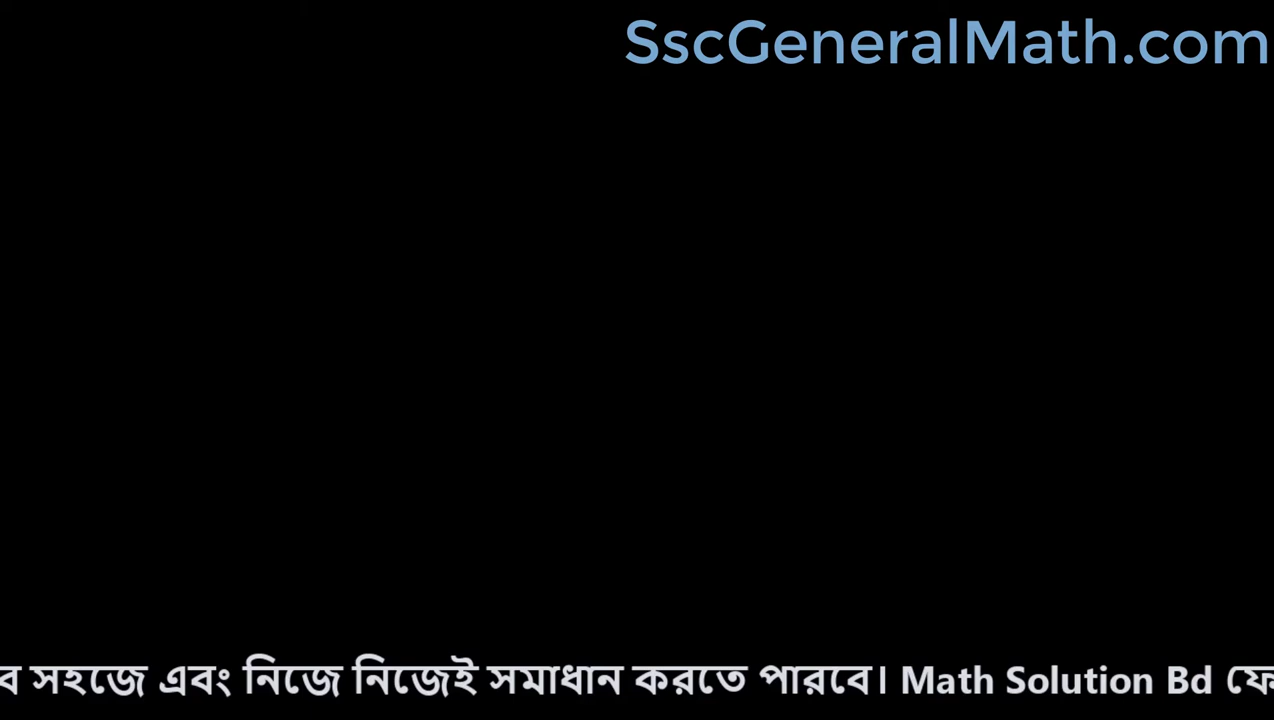 SscGeneralMath.com
সহজে এবং নিজে নিজেই সমাধান করতে পারবে। Math Solution Bd